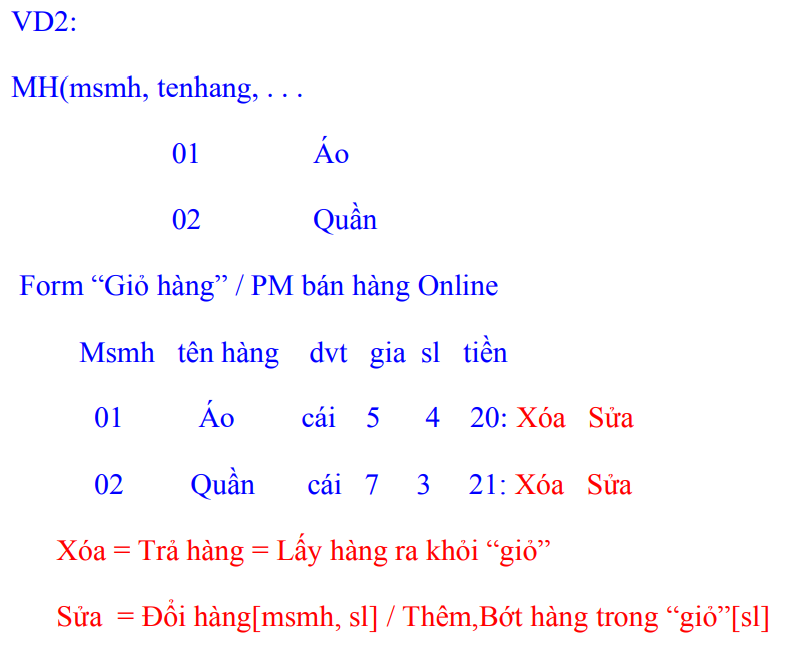 VD2:
MH(msmh, tenhang, . . .
01 Áo
02 Quần
Form “Giỏ hàng” / PM bán hàng Online
Msmh tên hàng dvt gia sl tiền
01 Áo cái 5 4 20: Xóa Sửa
02 Quần cái 7 3 21: Xóa Sửa
Xóa = Trả hàng = Lấy hàng ra khỏi “giỏ”
Sửa = Đổi hàng[msmh, sl] / Thêm,Bớt hàng trong “giỏ”[sl]